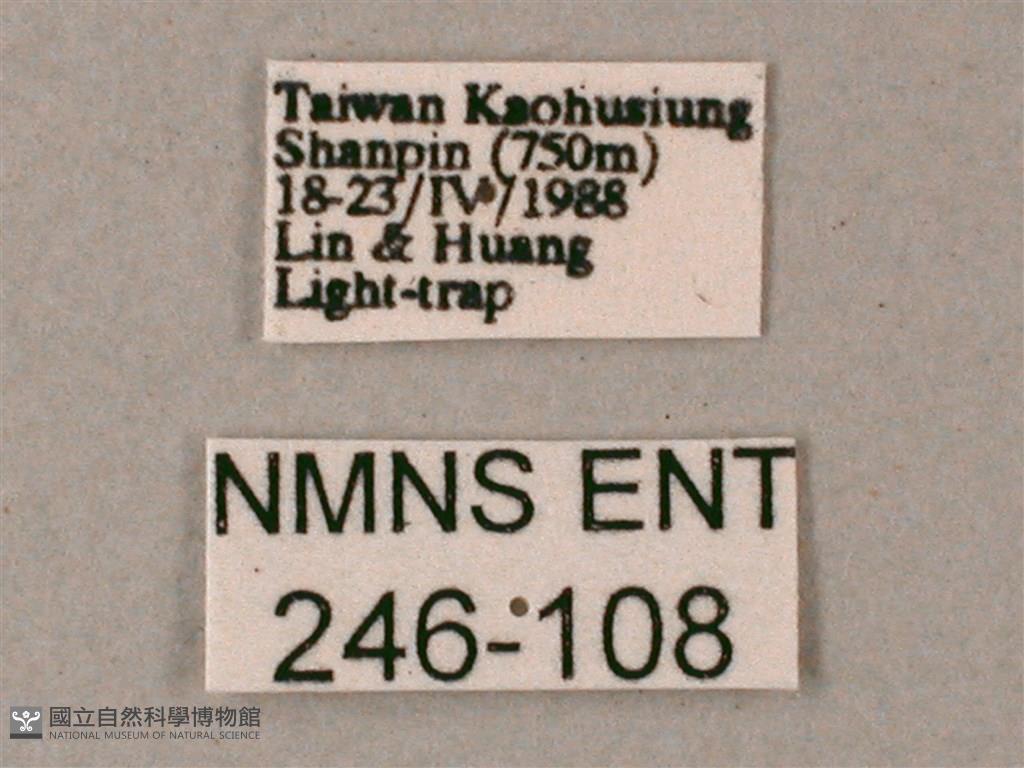 Taiwan Kaohusiung
Shanpin (750m)
18-23/IV/1988
Lin & Huang
Light-trap
NMNS ENT
246-108
國立自然科學博物館
NATIONAL MUSEUM OF NATURAL SCIENCE